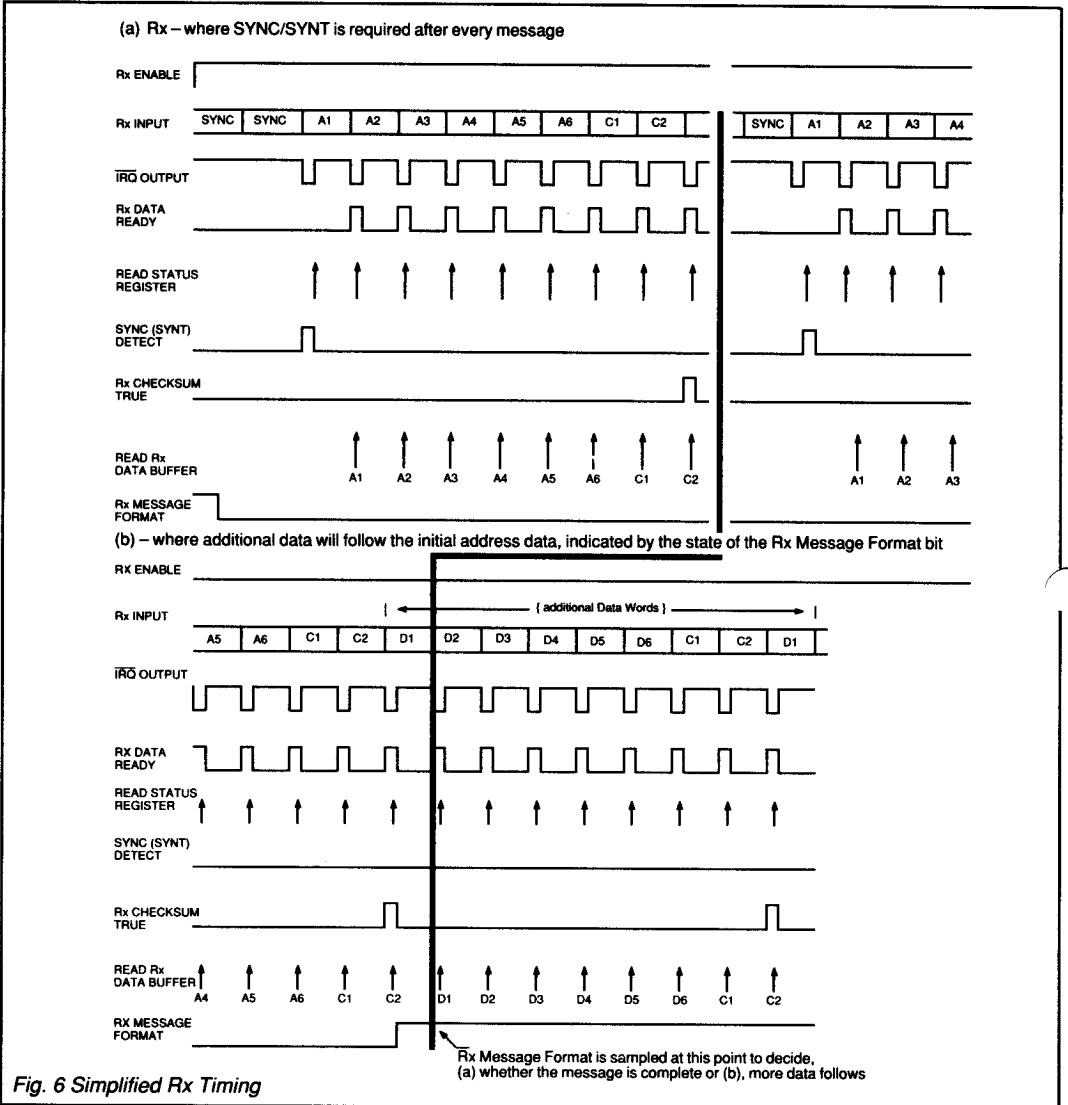 (a) Rx – where SYNC/SYNT is required after every message
Rx ENABLE
Rx INPUT SYNC SYNC A1 A2 A3 A4 A5 A6 C1 C2 SYNC A1 A2 A3 A4
IRQ OUTPUT
Rx DATA
READY
READ STATUS
REGISTER
SYNC (SYNT)
DETECT
Rx CHECKSUM
TRUE
READ Rx
DATA BUFFER
A1 A2 A3 A4 A5 A6 C1 C2 A1 A2 A3
Rx MESSAGE
FORMAT
(b) – where additional data will follow the initial address data, indicated by the state of the Rx Message Format bit
RX ENABLE
Rx INPUT
{ additional Data Words }
A5 A6 C1 C2 D1 D2 D3 D4 D5 D6 C1 C2 D1
IRQ OUTPUT
RX DATA
READY
READ STATUS
REGISTER
SYNC (SYNT)
DETECT
Rx CHECKSUM
TRUE
READ Rx
DATA BUFFER
A4 A5 A6 C1 C2 D1 D2 D3 D4 D5 D6 C1 C2
RX MESSAGE
FORMAT
Rx Message Format is sampled at this point to decide,
(a) whether the message is complete or (b), more data follows
Fig. 6 Simplified Rx Timing